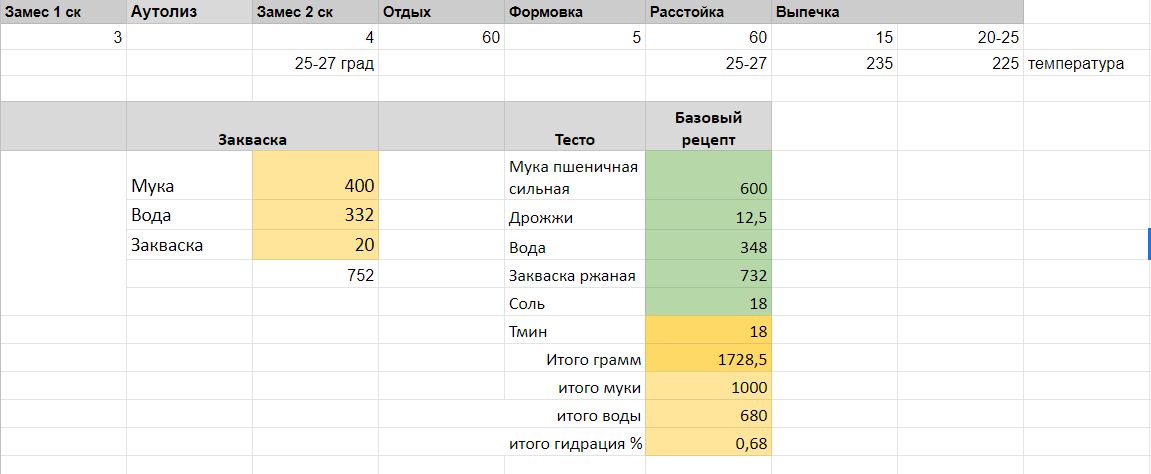 Замес 1 ск Аутолиз Замес 2 ск Отдых Формовка Расстойка Выпечка
3 4 60 5 60 15 20-25
25-27 град 25-27 235 225 температура
Закваска Тесто Базовый рецепт
Мука 400 Мука пшеничная сильная 600
Вода 332 Дрожжи 12,5
Закваска 20 Вода 348
752 Закваска ржаная 732
Соль 18
Тмин 18
Итого грамм 1728,5
итого муки 1000
итого воды 680
итого гидрация % 0,68